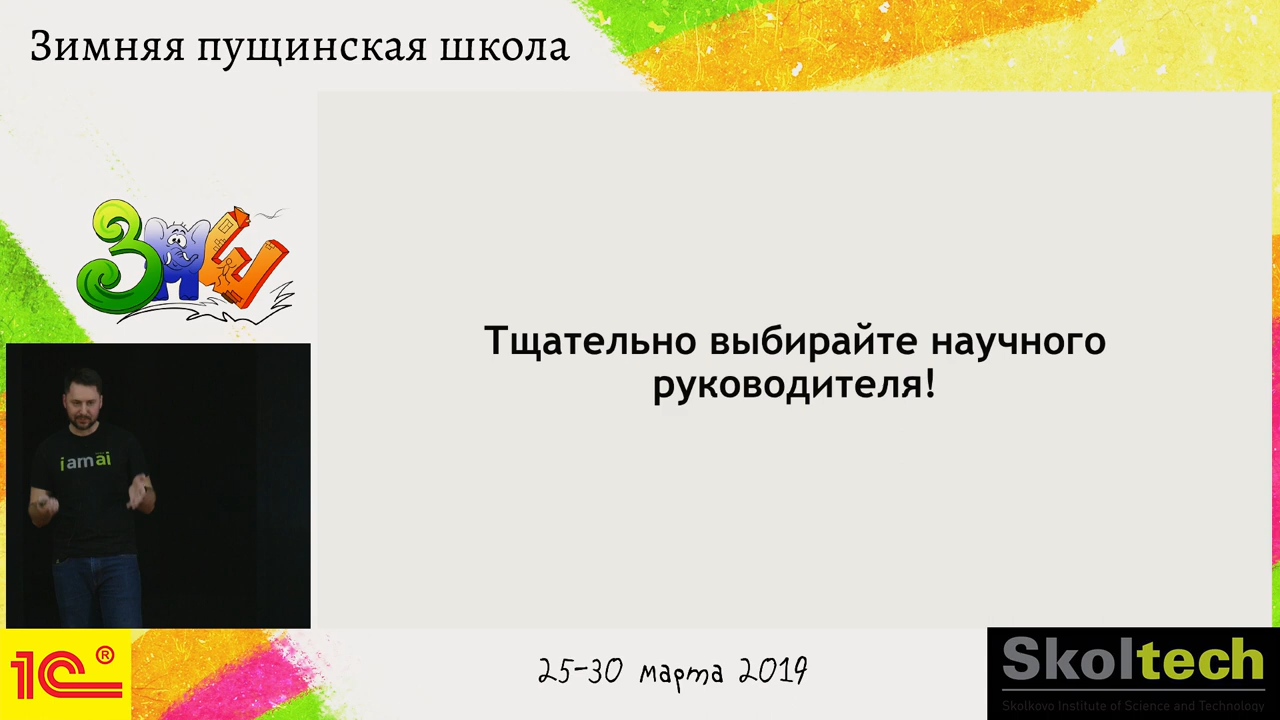 Зимняя пущинская школа
ЗПШ
i am ai
Тщательно выбирайте научного
руководителя!
1С®
25-30 марта 2019
Skoltech
Skolkovo Institute of Science and Technology